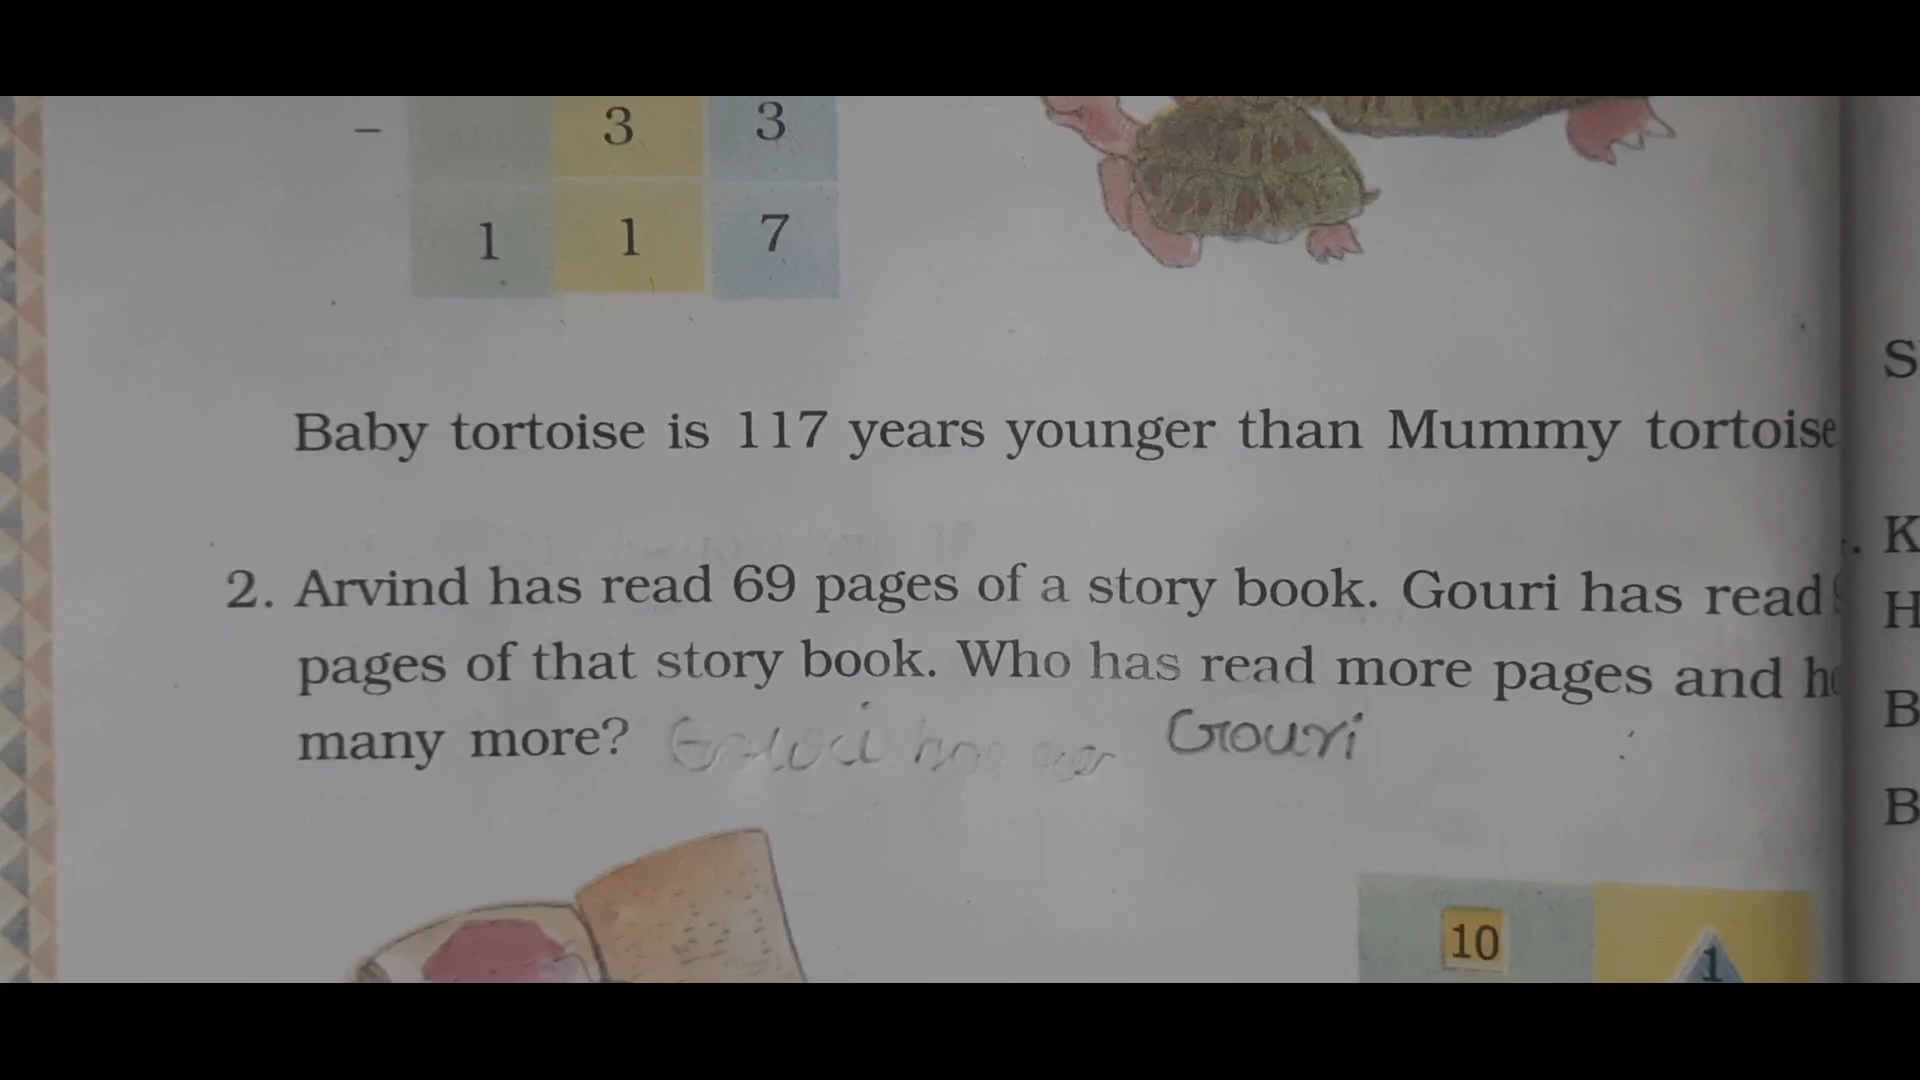 – 3 3
1 1 7
Baby tortoise is 117 years younger than Mummy tortoise
2. Arvind has read 69 pages of a story book. Gouri has read
pages of that story book. Who has read more pages and
many more? Gouri
10 1
S
K
H
B
B